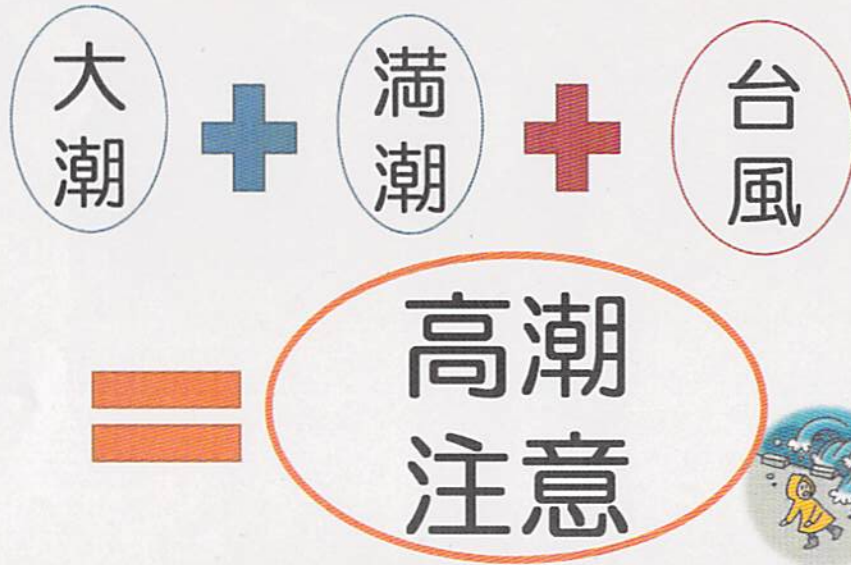 大潮
+
満潮
+
台風
=
高潮
注意